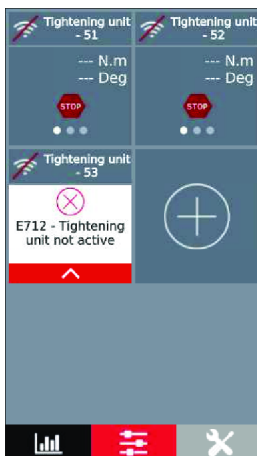 Tightening unit
- 51
Tightening unit
- 52
--- N.m
--- Deg
STOP
--- N.m
--- Deg
STOP
Tightening unit
- 53
E712 - Tightening
unit not active